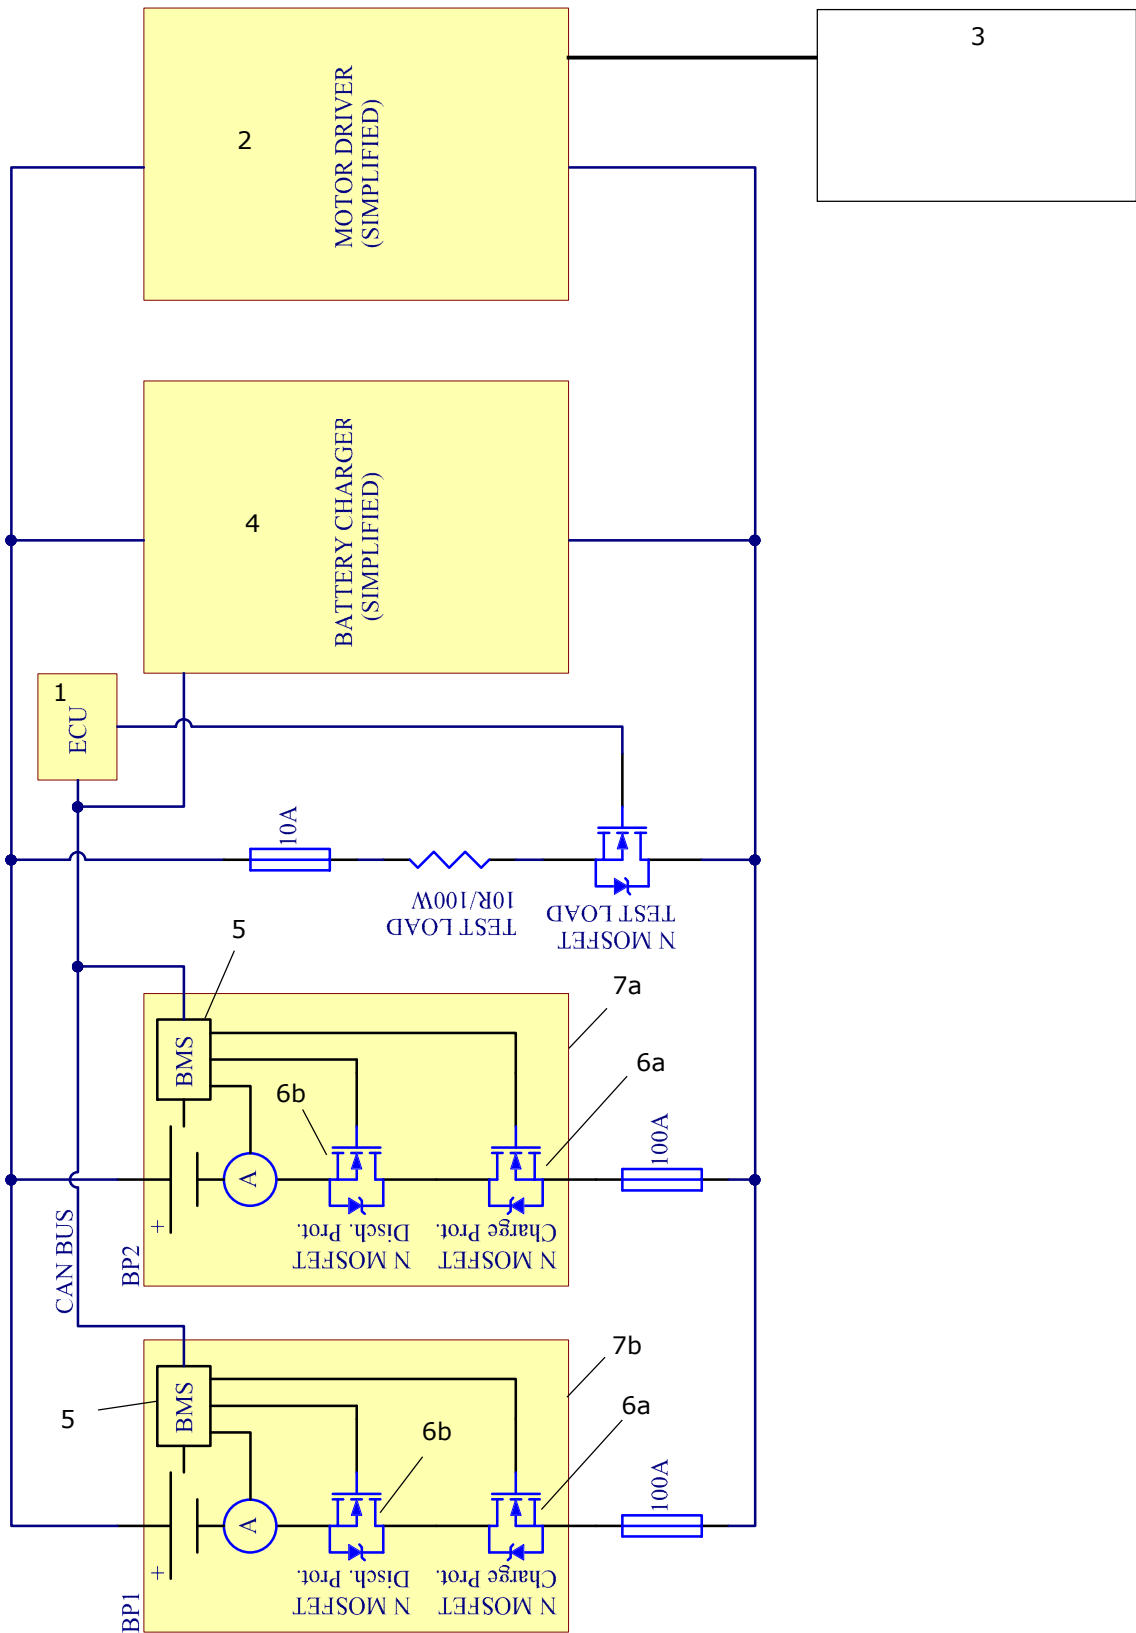 3
2
MOTOR DRIVER
(SIMPLIFIED)
4
BATTERY CHARGER
(SIMPLIFIED)
1
ECU
10A
TEST LOAD
10R/100W
N MOSFET
TEST LOAD
5
7a
BMS
6b
6a
100A
A
+
N MOSFET
Disch. Prot.
N MOSFET
Charge Prot.
BP2
CAN BUS
7b
BMS
5
6b
6a
100A
A
+
N MOSFET
Disch. Prot.
N MOSFET
Charge Prot.
BP1